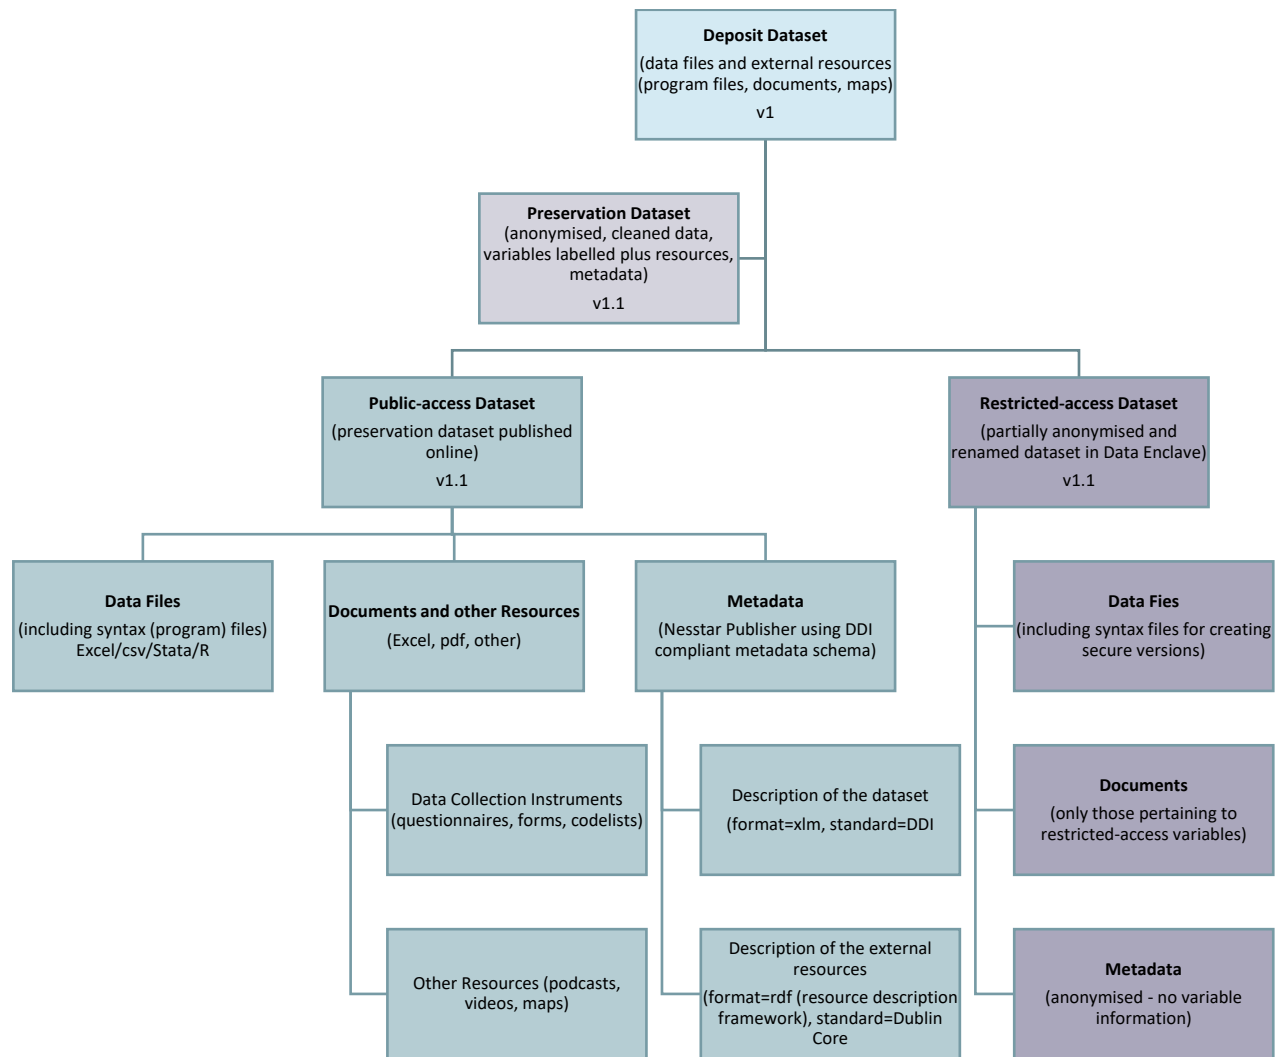 Deposit Dataset
(data files and external resources
(program files, documents, maps)
v1
Preservation Dataset
(anonymised, cleaned data,
variables labelled plus resources,
metadata)
v1.1
Public-access Dataset
(preservation dataset published
online)
v1.1
Restricted-access Dataset
(partially anonymised and
renamed dataset in Data Enclave)
v1.1
Data Files
(including syntax (program) files)
Excel/csv/Stata/R
Documents and other Resources
(Excel, pdf, other)
Metadata
(Nesstar Publisher using DDI
compliant metadata schema)
Data Fies
(including syntax files for creating
secure versions)
Data Collection Instruments
(questionnaires, forms, codelists)
Description of the dataset
(format=xlm, standard=DDI
Documents
(only those pertaining to
restricted-access variables)
Other Resources (podcasts,
videos, maps)
Description of the external
resources
(format=rdf (resource description
framework), standard=Dublin
Core
Metadata
(anonymised - no variable
information)